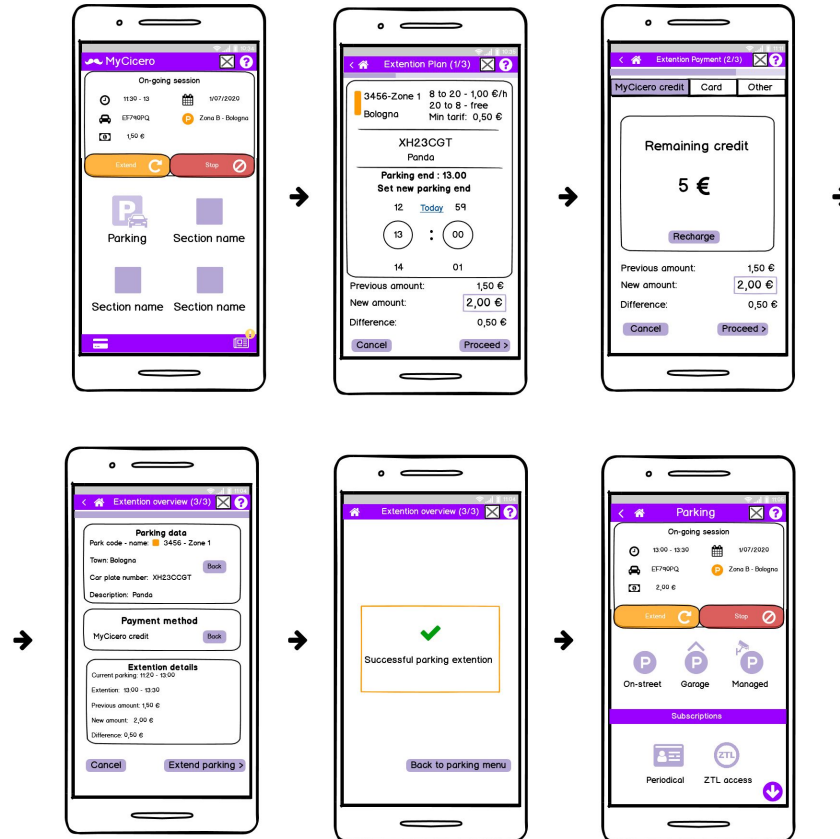 MyCicero ?
On-going session
11:30 - 13 1/07/2020
EF790PQ P Zona B - Bologna
1,50 €
Extend Stop
P
Parking Section name
Section name Section name
Extention Plan (1/3) ?
3456-Zone 1 8 to 20 - 1,00 €/h
20 to 8 - free
Bologna Min tarif: 0,50 €
XH23CGT
Panda
Parking end : 13.00
Set new parking end
12 Today 59
13 : 00
14 01
Previous amount: 1,50 €
New amount: 2,00 €
Difference: 0,50 €
Cancel Proceed >
Extention Payment (2/3) ?
MyCicero credit Card Other
Remaining credit
5 €
Recharge
Previous amount: 1,50 €
New amount: 2,00 €
Difference: 0,50 €
Cancel Proceed >
Extention overview (3/3) ?
Parking data
Park code - name: 3456 - Zone 1
Town: Bologna
Back
Car plate number: XH23CCGT
Description: Panda
Payment method
MyCicero credit Back
Extention details
Current parking: 11:20 - 13:00
Extention: 13:00 - 13:30
Previous amount: 1,50 €
New amount: 2,00 €
Difference: 0,50 €
Cancel Extend parking >
11:04
Extention overview (3/3) ?
Successful parking extention
Back to parking menu
Parking ?
On-going session
13:00 - 13:30 1/07/2020
EF790PQ P Zona B - Bologna
2,00 €
Extend Stop
P P P
On-street Garage Managed
Subscriptions
ZTL
Periodical ZTL access